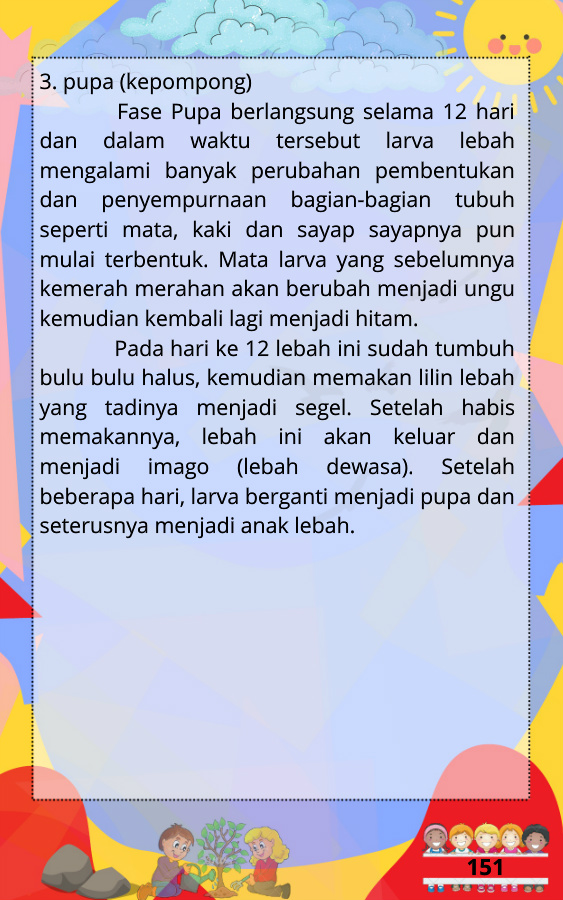 3. pupa (kepompong)
Fase Pupa berlangsung selama 12 hari
dan dalam waktu tersebut larva lebah
mengalami banyak perubahan pembentukan
dan penyempurnaan bagian-bagian tubuh
seperti mata, kaki dan sayap sayapnya pun
mulai terbentuk. Mata larva yang sebelumnya
kemerah merahan akan berubah menjadi ungu
kemudian kembali lagi menjadi hitam.
Pada hari ke 12 lebah ini sudah tumbuh
bulu bulu halus, kemudian memakan lilin lebah
yang tadinya menjadi segel. Setelah habis
memakannya, lebah ini akan keluar dan
menjadi imago (lebah dewasa). Setelah
beberapa hari, larva berganti menjadi pupa dan
seterusnya menjadi anak lebah.
151